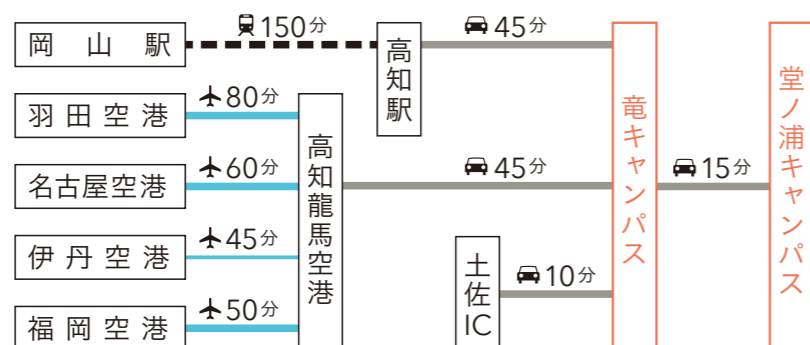 岡山駅
150分
高知駅
45分
羽田空港
80分
名古屋空港
60分
伊丹空港
45分
福岡空港
50分
高知龍馬空港
45分
土佐IC
10分
竜キャンパス
15分
堂ノ浦キャンパス